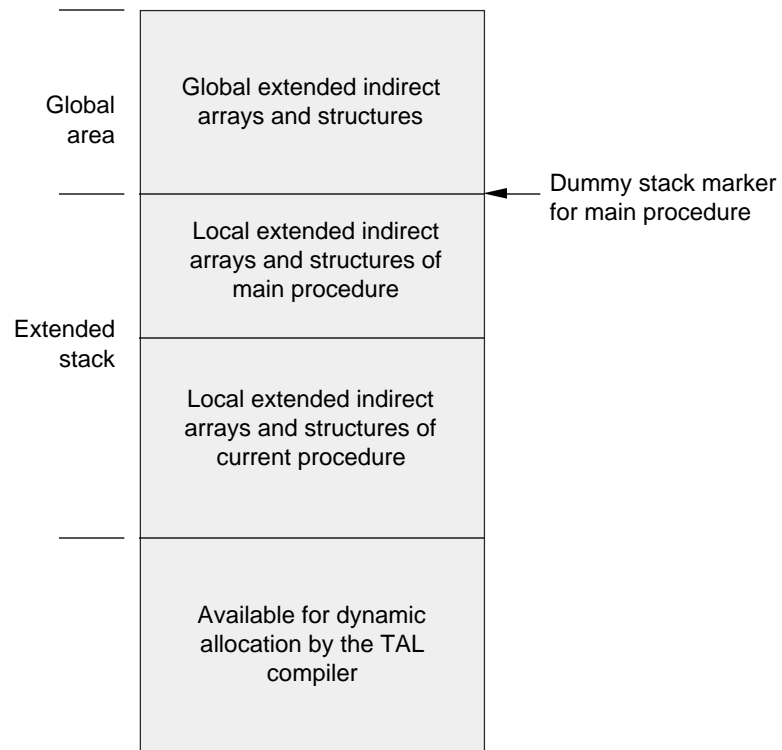 Global extended indirect
arrays and structures
Global
area
Dummy stack marker
for main procedure
Local extended indirect
arrays and structures of
main procedure
Extended
stack
Local extended indirect
arrays and structures of
current procedure
Available for dynamic
allocation by the TAL
compiler